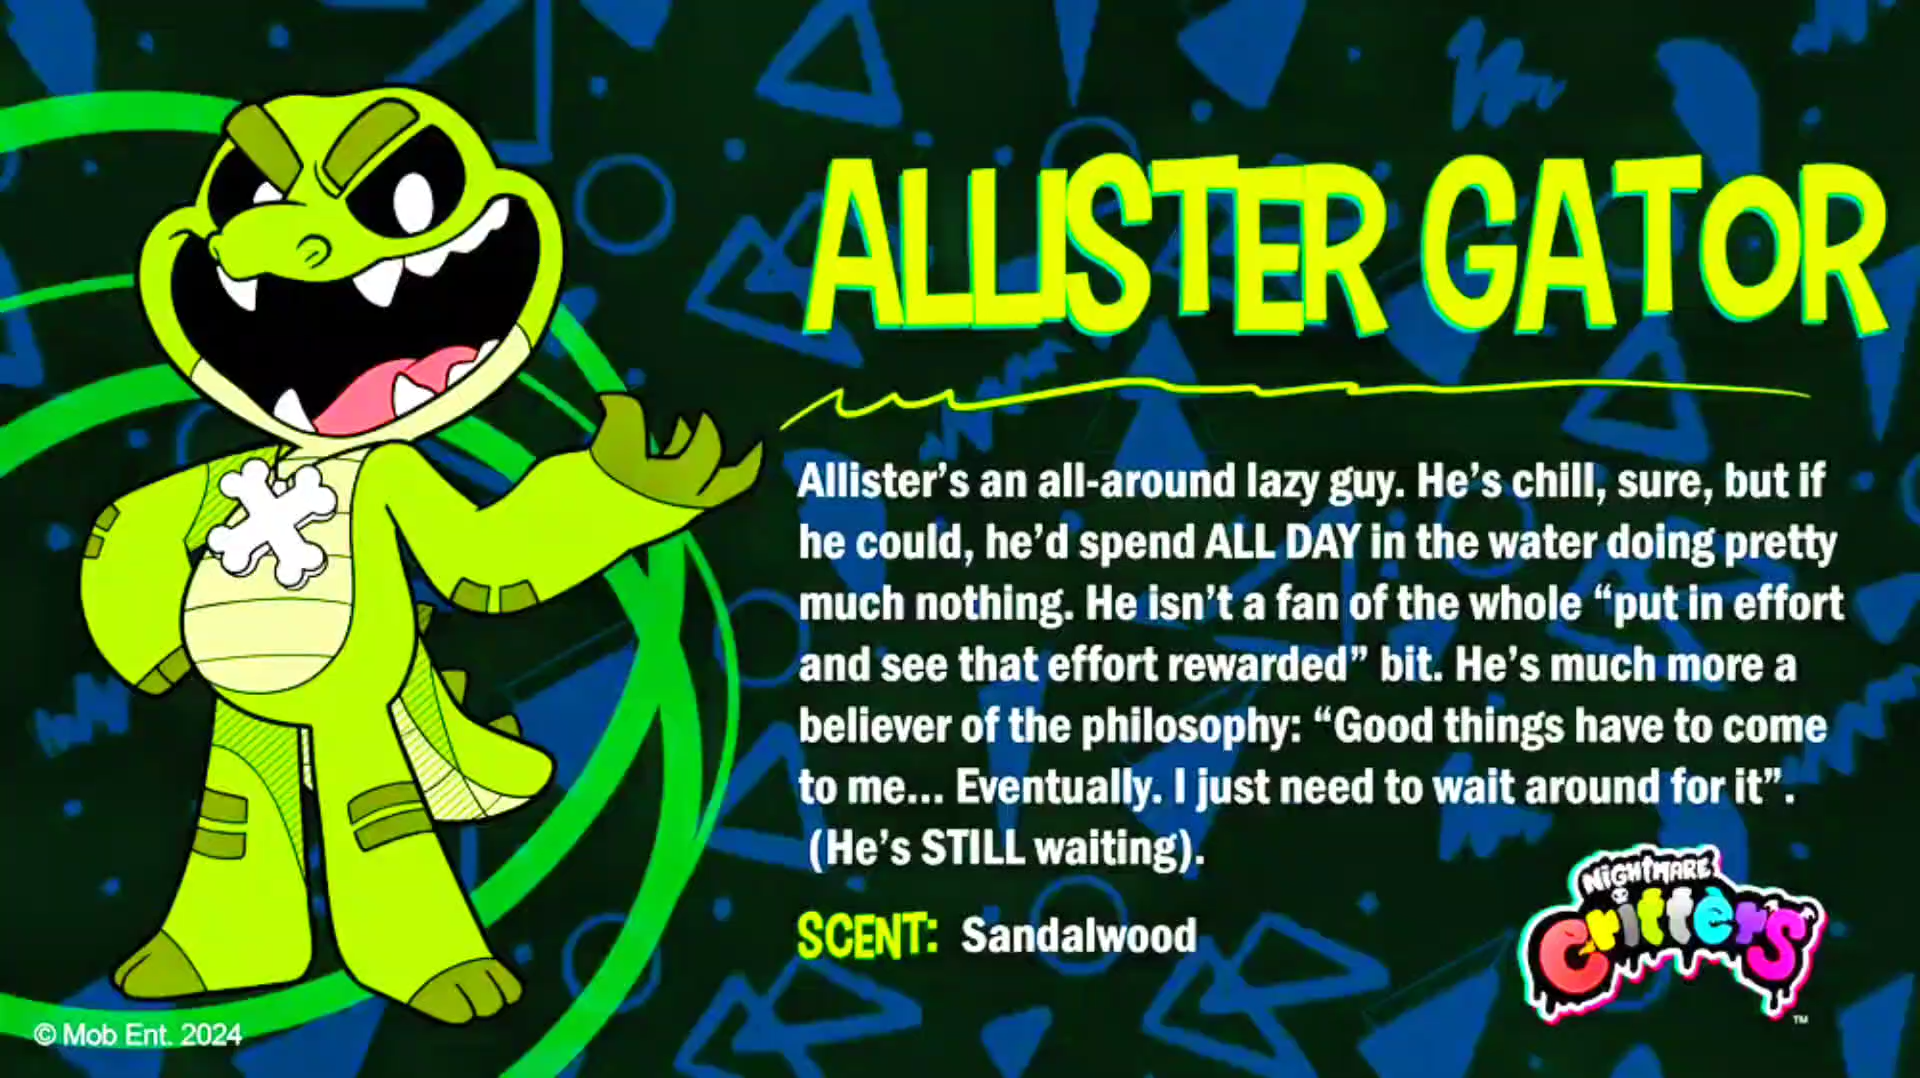 ALLISTER GATOR
Allister’s an all-around lazy guy. He’s chill, sure, but if
he could, he’d spend ALL DAY in the water doing pretty
much nothing. He isn’t a fan of the whole “put in effort
and see that effort rewarded” bit. He’s much more a
believer of the philosophy: “Good things have to come
to me... Eventually. I just need to wait around for it”.
(He’s STILL waiting).
SCENT: Sandalwood
NIGHTMARE
Critters
TM
© Mob Ent. 2024